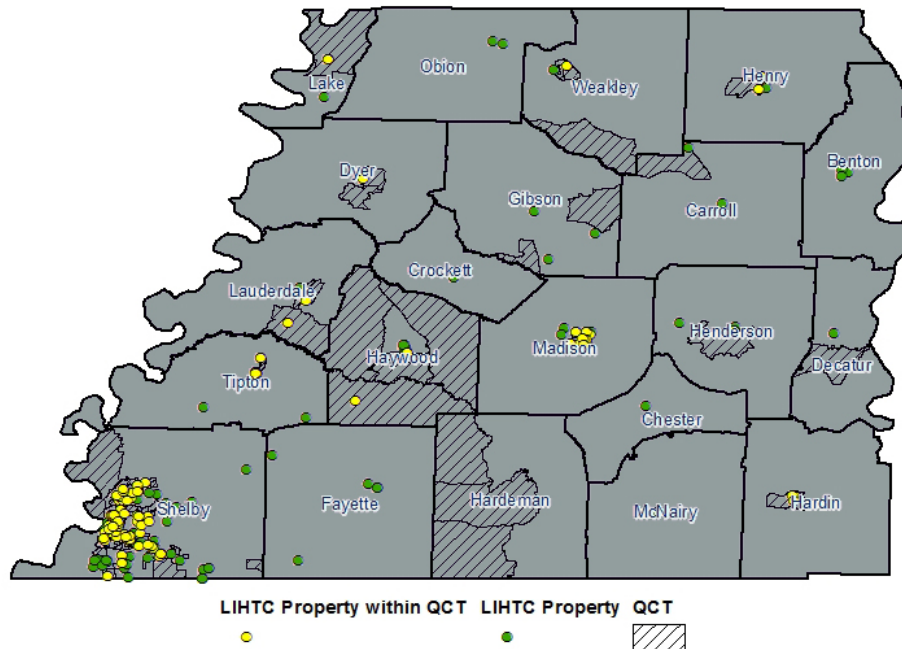 Lake
Obion
Weakley
Henry
Benton
Dyer
Gibson
Carroll
Crockett
Lauderdale
Madison
Henderson
Haywood
Decatur
Tipton
Chester
Shelby
Fayette
Hardeman
McNairy
Hardin
LIHTC Property within QCT LIHTC Property QCT